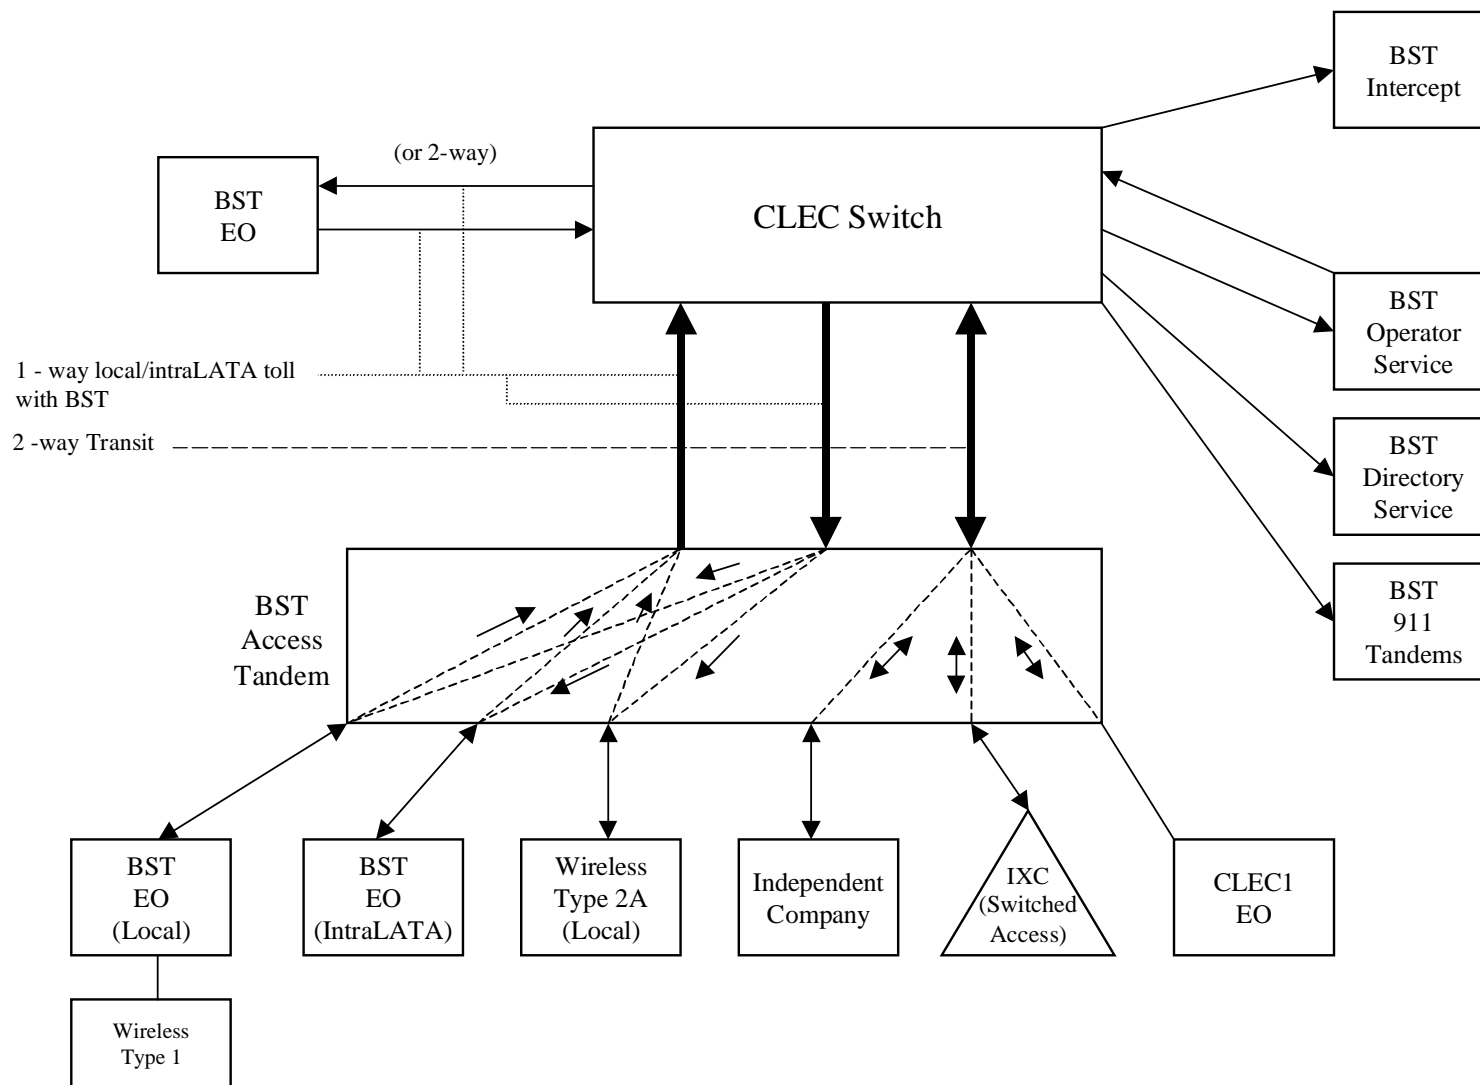 BST
Intercept
(or 2-way)
BST
EO
CLEC Switch
BST
Operator
Service
1 - way local/intraLATA toll
with BST
2 -way Transit
BST
Directory
Service
BST
911
Tandems
BST
Access
Tandem
BST
EO
(Local)
BST
EO
(IntraLATA)
Wireless
Type 2A
(Local)
Independent
Company
IXC
(Switched
Access)
CLEC1
EO
Wireless
Type 1